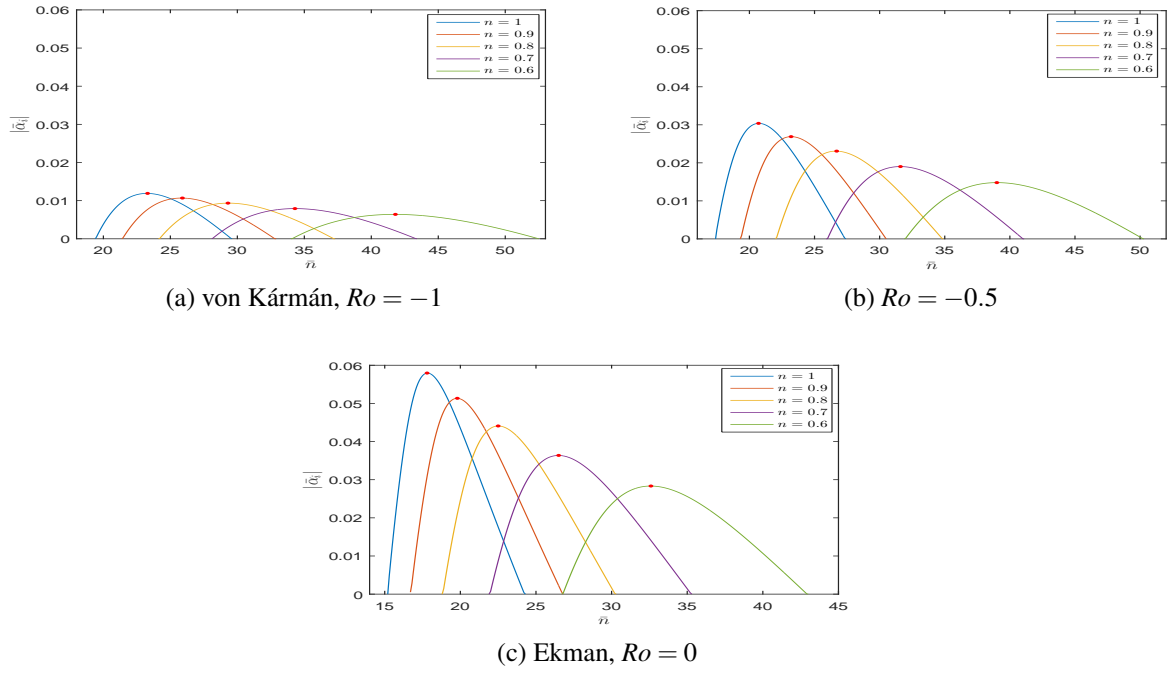 0.06
0.05
0.04
0.03
0.02
0.01
0
|ᾱᵢ|
20 25 30 35 40 45 50
n̄
n = 1
n = 0.9
n = 0.8
n = 0.7
n = 0.6
(a) von Kármán, Ro = −1
0.06
0.05
0.04
0.03
0.02
0.01
0
|ᾱᵢ|
20 25 30 35 40 45 50
n̄
n = 1
n = 0.9
n = 0.8
n = 0.7
n = 0.6
(b) Ro = −0.5
0.06
0.05
0.04
0.03
0.02
0.01
0
|ᾱᵢ|
15 20 25 30 35 40 45
n̄
n = 1
n = 0.9
n = 0.8
n = 0.7
n = 0.6
(c) Ekman, Ro = 0